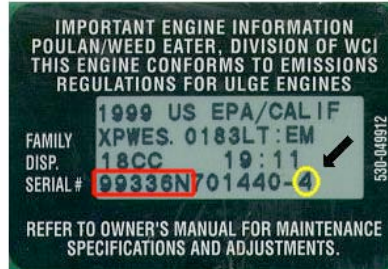 IMPORTANT ENGINE INFORMATION
POULAN/WEED EATER, DIVISION OF WCI
THIS ENGINE CONFORMS TO EMISSIONS
REGULATIONS FOR ULGE ENGINES
1999 US EPA/CALIF
FAMILY XPWES. 0183LT:EM
DISP. 18CC 19:11
SERIAL# 99336N701440-4
530-049912
REFER TO OWNER'S MANUAL FOR MAINTENANCE
SPECIFICATIONS AND ADJUSTMENTS.